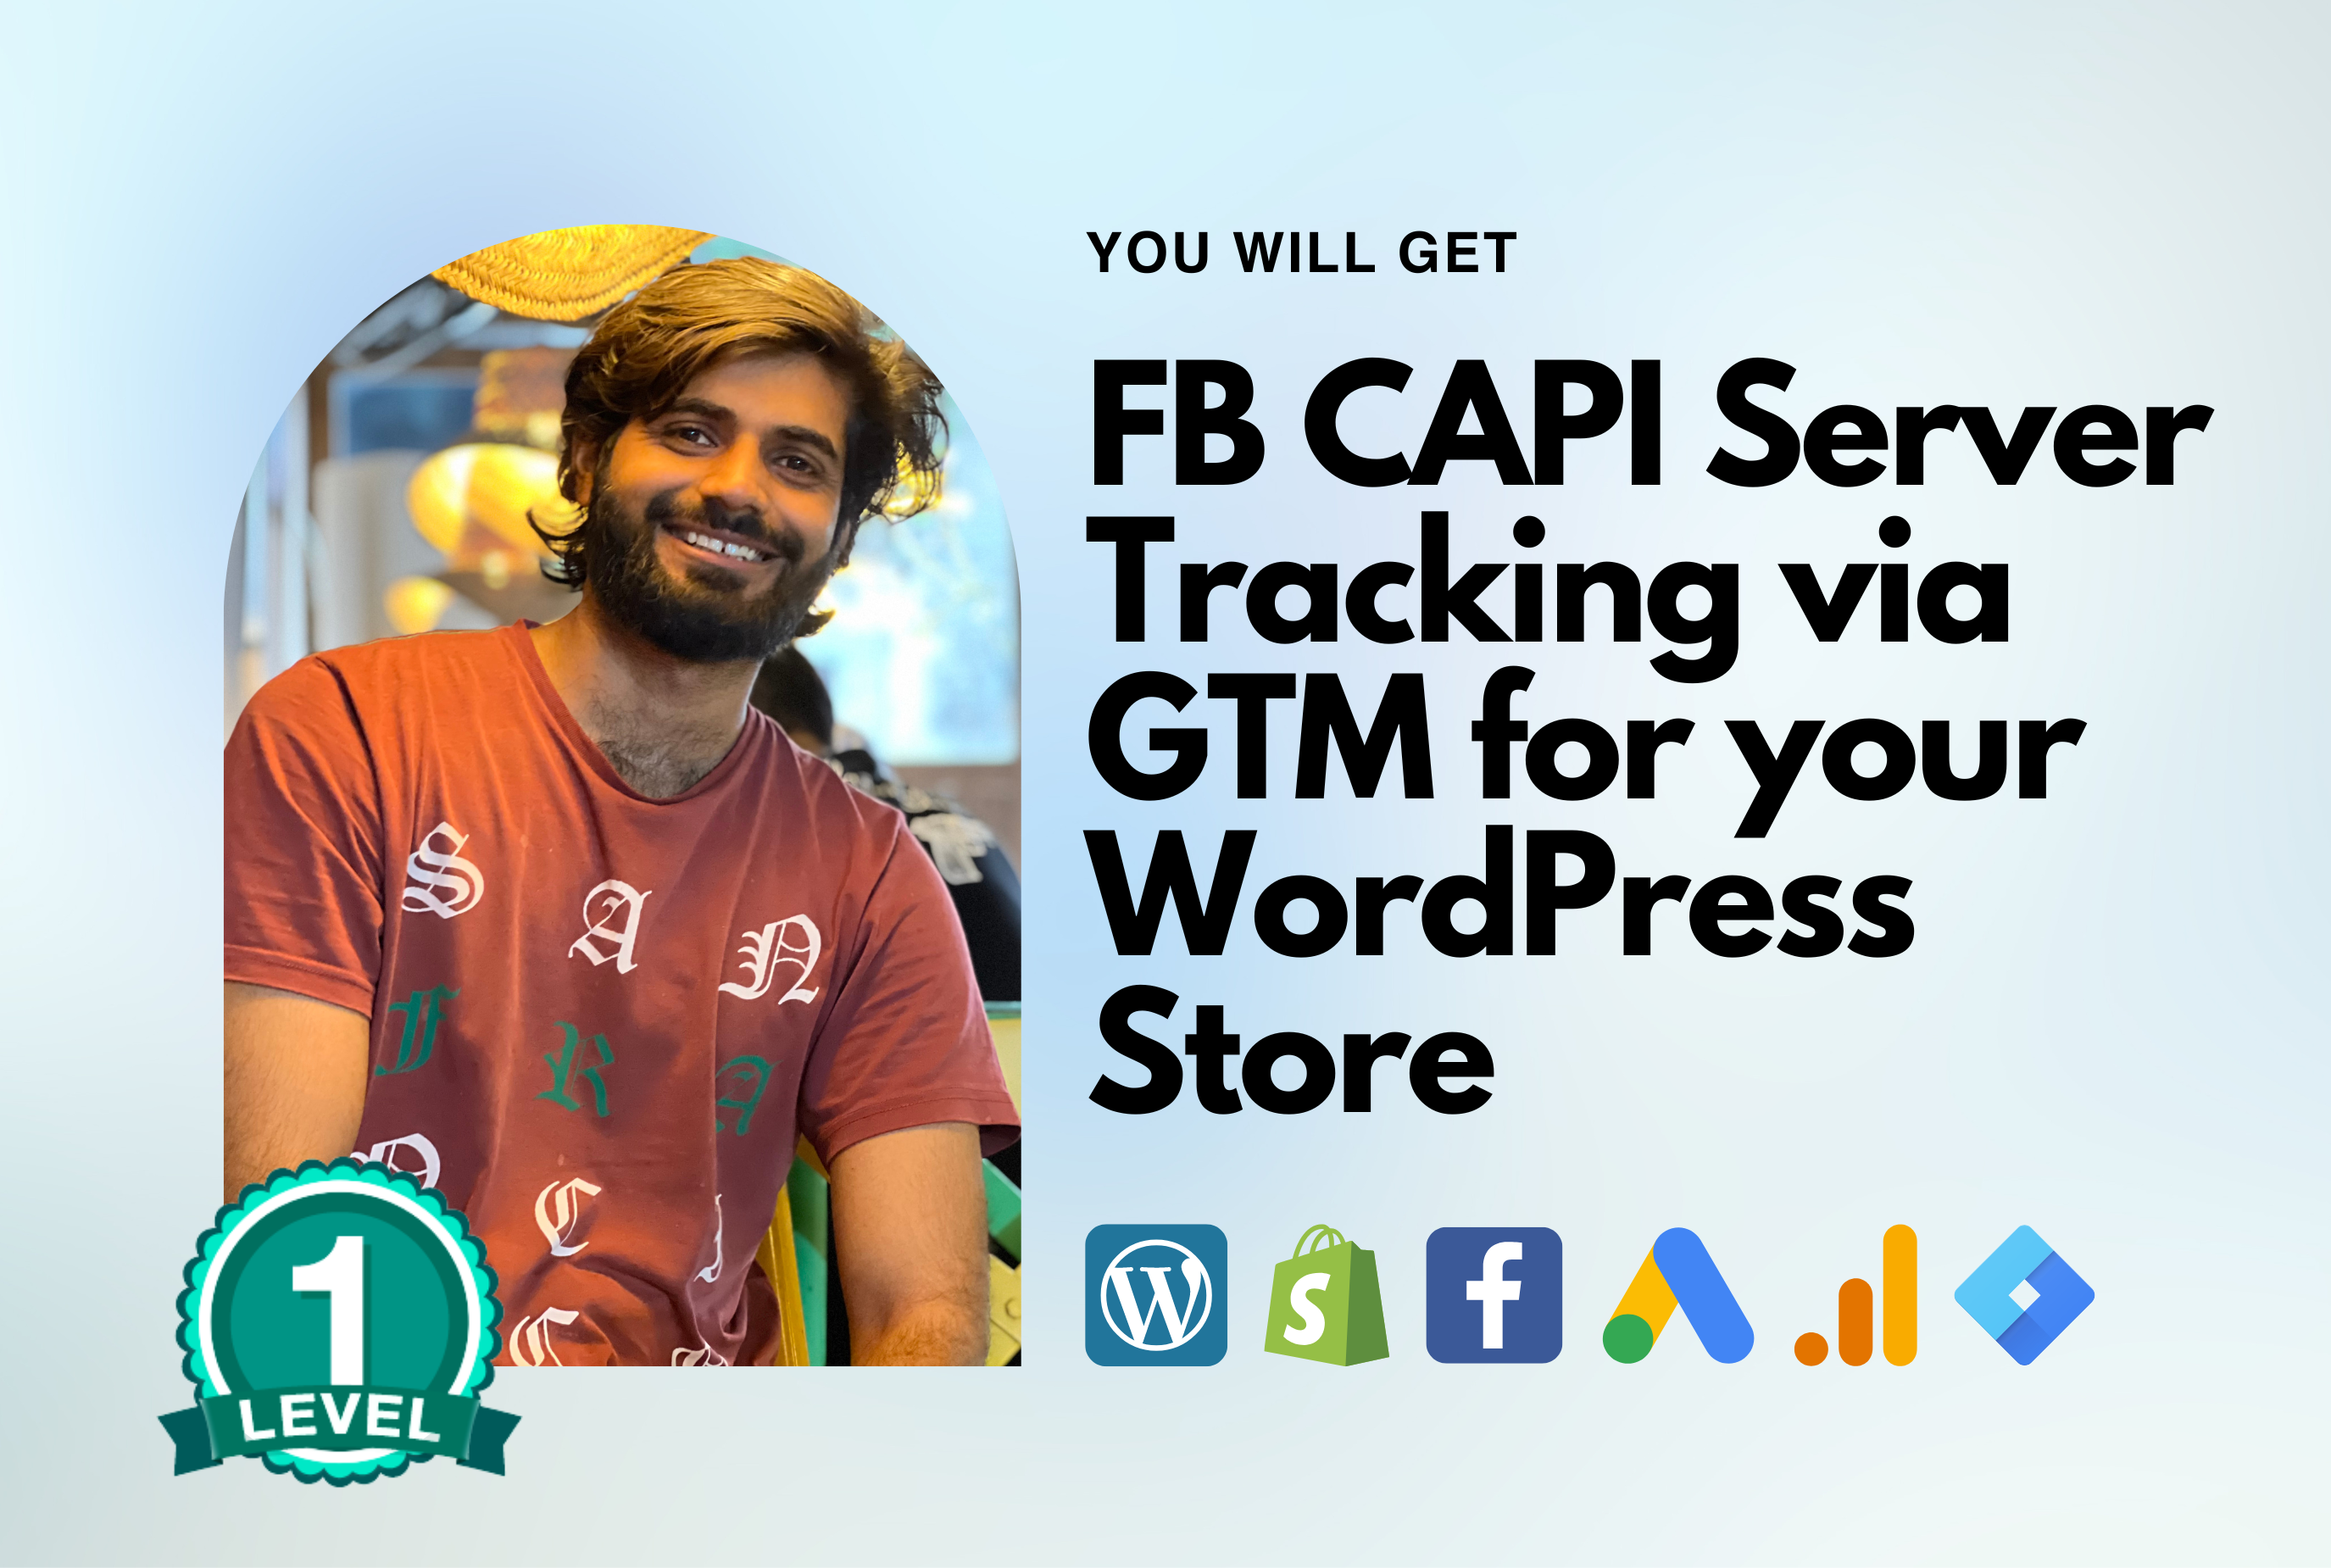 YOU WILL GET
FB CAPI Server
Tracking via
GTM for your
WordPress
Store
S A N
F R A
C I
C
1
LEVEL